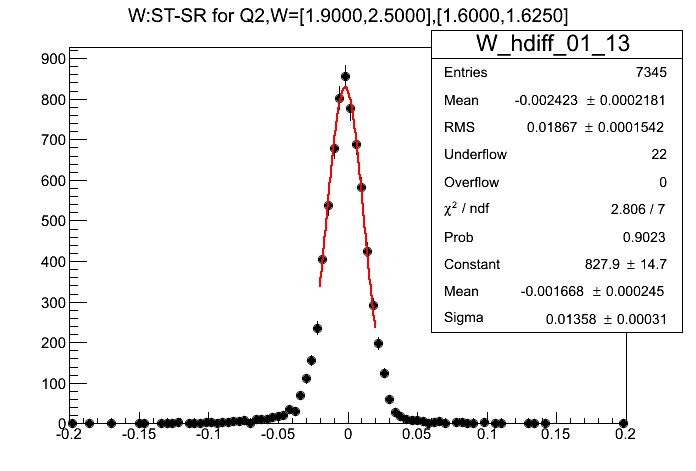 W:ST-SR for Q2,W=[1.9000,2.5000],[1.6000,1.6250]
W_hdiff_01_13
Entries 7345
Mean -0.002423 ± 0.0002181
RMS 0.01867 ± 0.0001542
Underflow 22
Overflow 0
χ² / ndf 2.806 / 7
Prob 0.9023
Constant 827.9 ± 14.7
Mean -0.001668 ± 0.000245
Sigma 0.01358 ± 0.00031
900
800
700
600
500
400
300
200
100
0
-0.2 -0.15 -0.1 -0.05 0 0.05 0.1 0.15 0.2